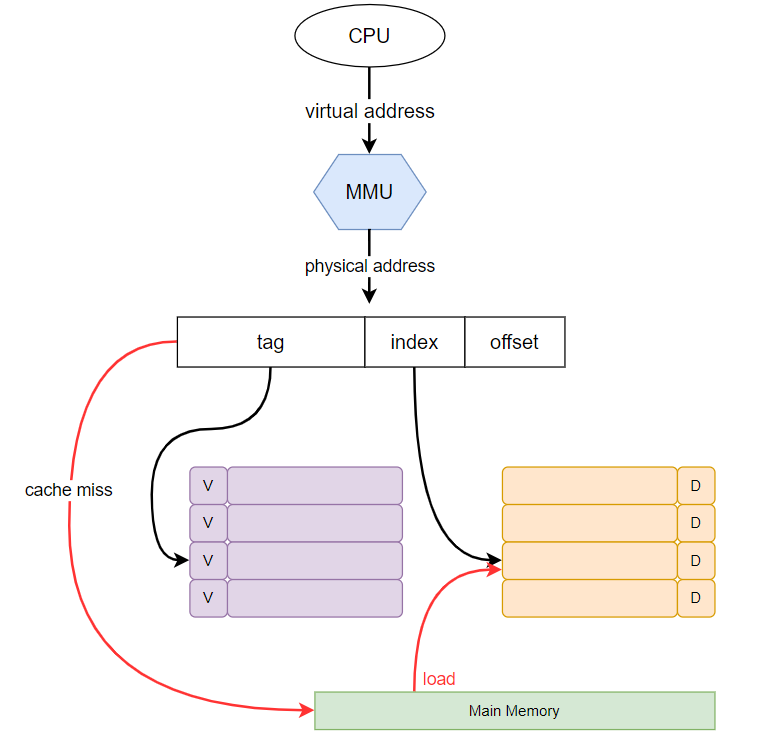 CPU
virtual address
MMU
physical address
tag index offset
cache miss
V D
V D
V D
V D
load
Main Memory